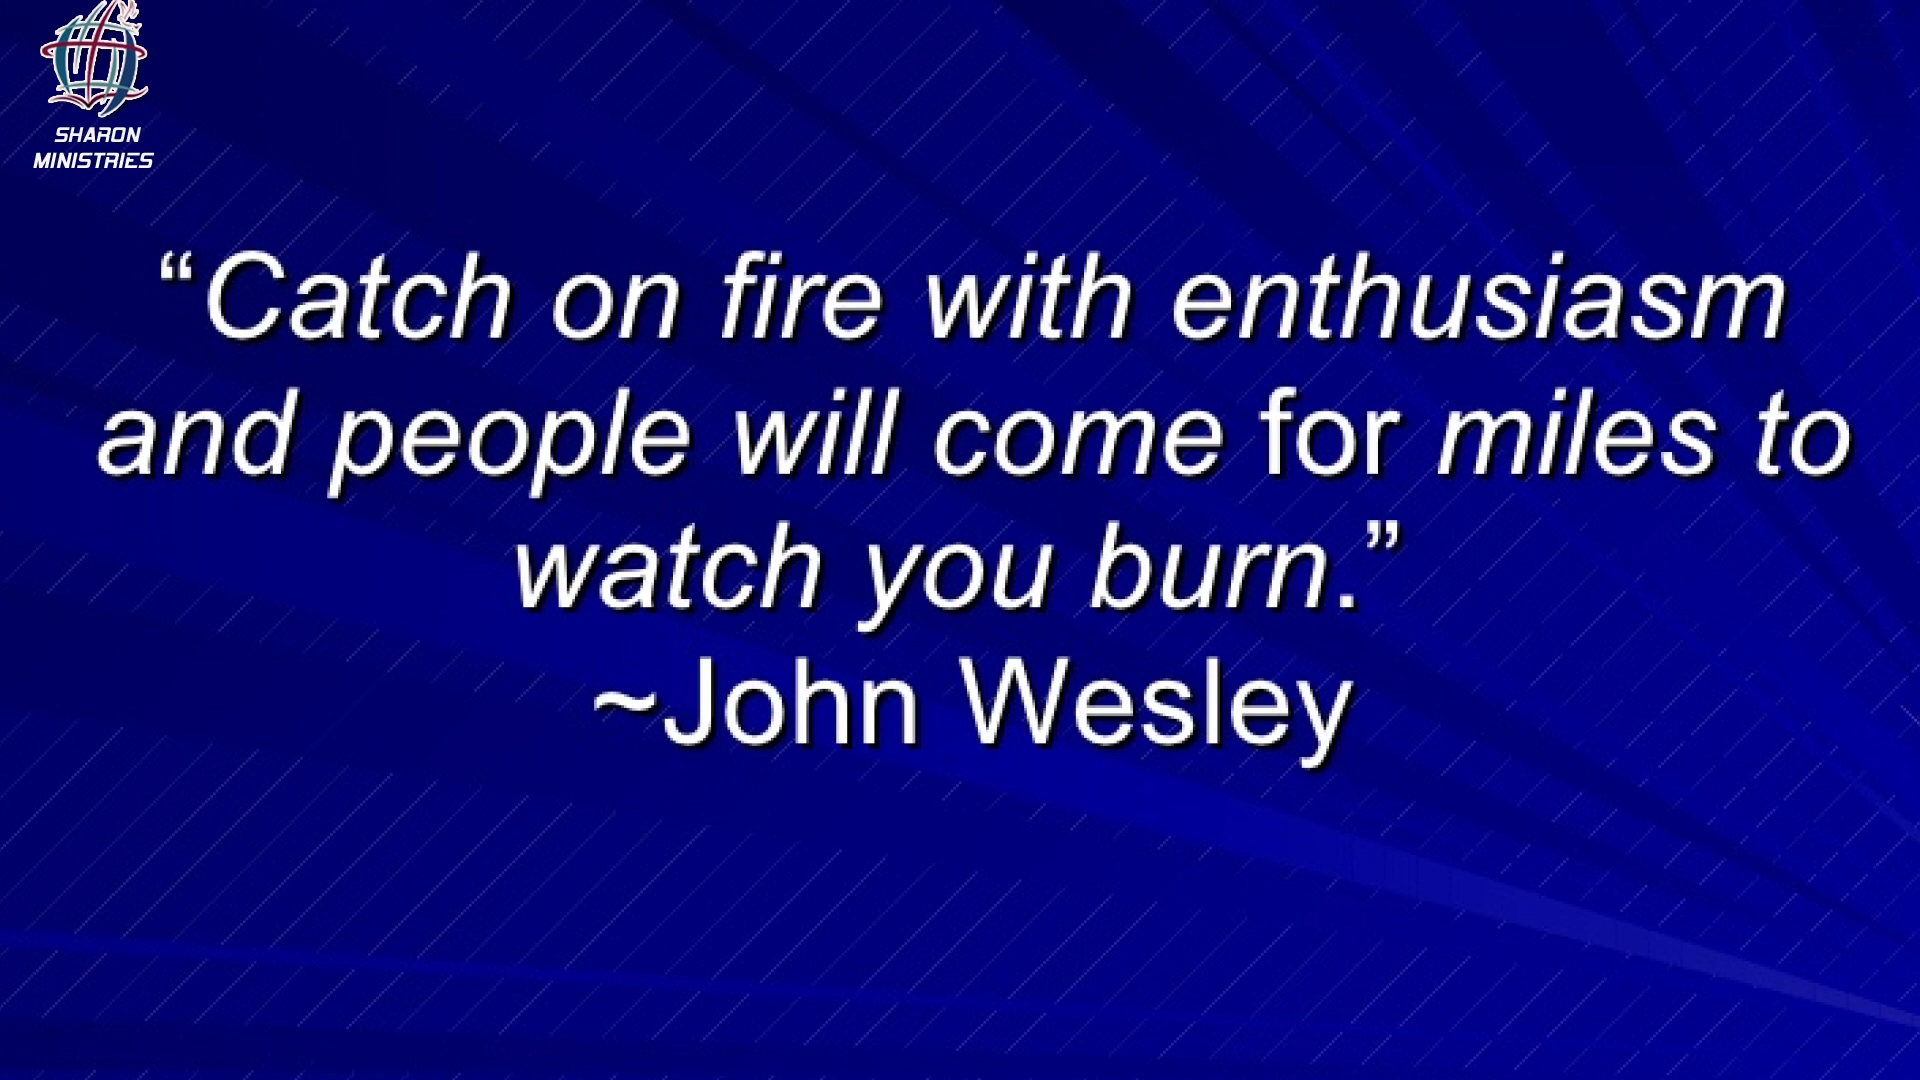 SHARON
MINISTRIES
“Catch on fire with enthusiasm
and people will come for miles to
watch you burn.”
~John Wesley